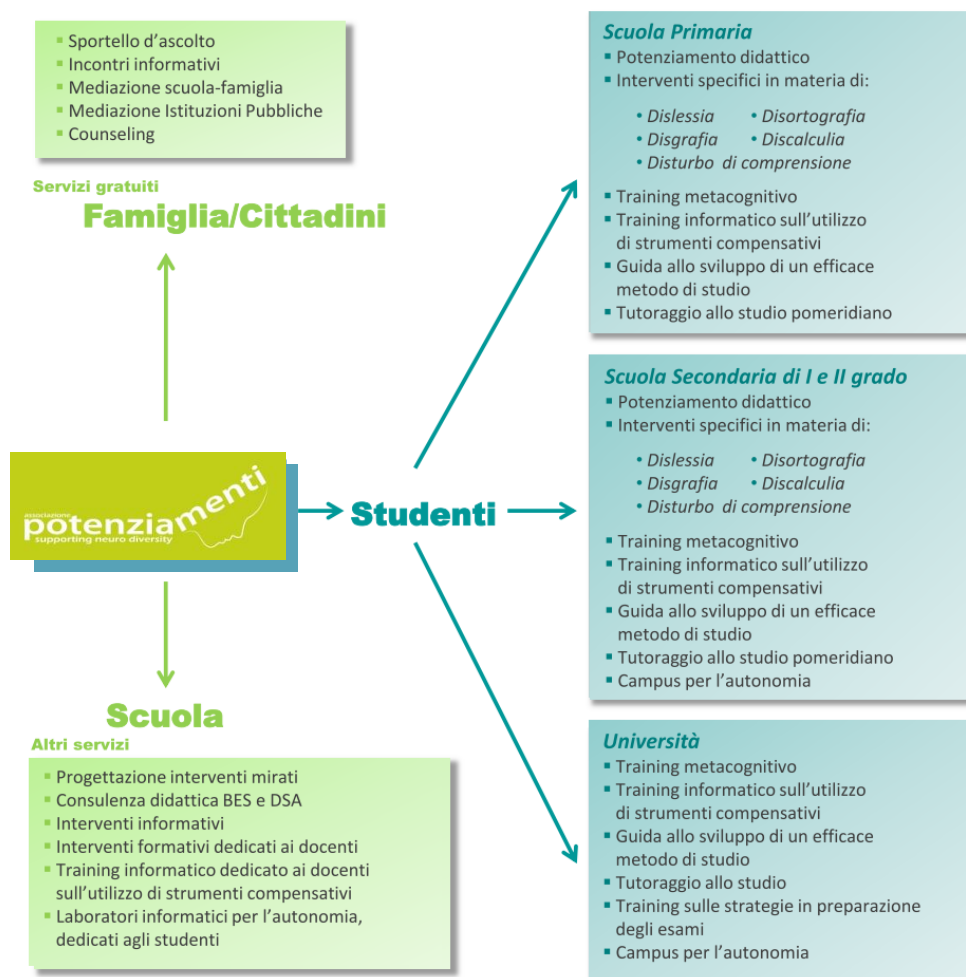 Sportello d'ascolto
Incontri informativi
Mediazione scuola-famiglia
Mediazione Istituzioni Pubbliche
Counseling
Servizi gratuiti
Famiglia/Cittadini
associazione
potenziamenti
supporting neuro diversity
Studenti
Scuola
Altri servizi
Progettazione interventi mirati
Consulenza didattica BES e DSA
Interventi informativi
Interventi formativi dedicati ai docenti
Training informatico dedicato ai docenti
sull'utilizzo di strumenti compensativi
Laboratori informatici per l'autonomia,
dedicati agli studenti
Scuola Primaria
Potenziamento didattico
Interventi specifici in materia di:
• Dislessia • Disortografia
• Disgrafia • Discalculia
• Disturbo di comprensione
Training metacognitivo
Training informatico sull'utilizzo
di strumenti compensativi
Guida allo sviluppo di un efficace
metodo di studio
Tutoraggio allo studio pomeridiano
Scuola Secondaria di I e II grado
Potenziamento didattico
Interventi specifici in materia di:
• Dislessia • Disortografia
• Disgrafia • Discalculia
• Disturbo di comprensione
Training metacognitivo
Training informatico sull'utilizzo
di strumenti compensativi
Guida allo sviluppo di un efficace
metodo di studio
Tutoraggio allo studio pomeridiano
Campus per l'autonomia
Università
Training metacognitivo
Training informatico sull'utilizzo
di strumenti compensativi
Guida allo sviluppo di un efficace
metodo di studio
Tutoraggio allo studio
Training sulle strategie in preparazione
degli esami
Campus per l'autonomia